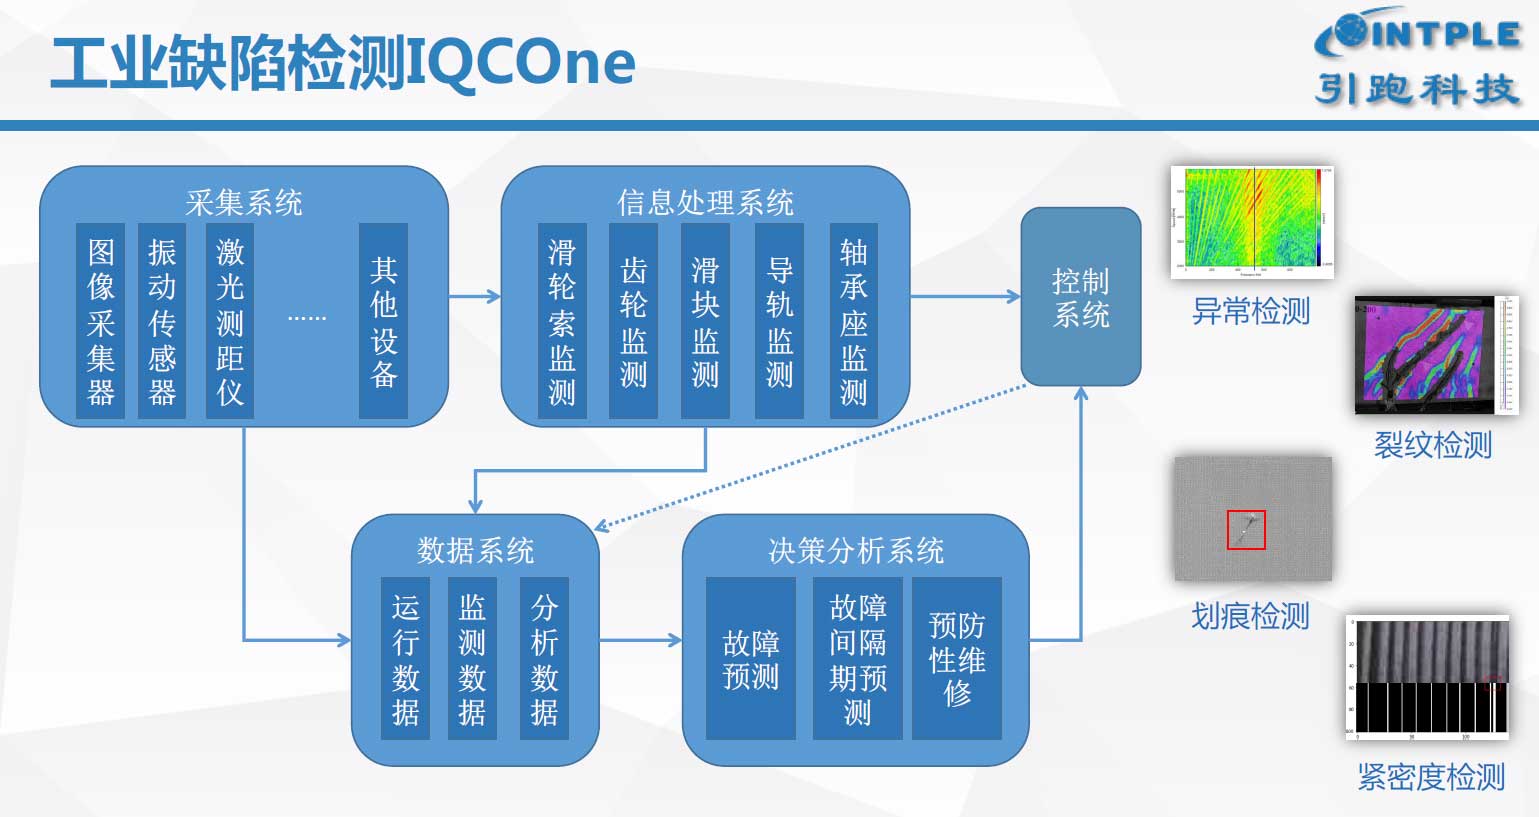 工业缺陷检测IQCOne
INTPLE
引跑科技
采集系统
图像采集器
振动传感器
激光测距仪
……
其他设备
信息处理系统
滑轮索监测
齿轮监测
滑块监测
导轨监测
轴承座监测
控制
系统
异常检测
裂纹检测
划痕检测
紧密度检测
数据系统
运行数据
监测数据
分析数据
决策分析系统
故障
预测
故障
间隔
期预
测
预防
性维
修